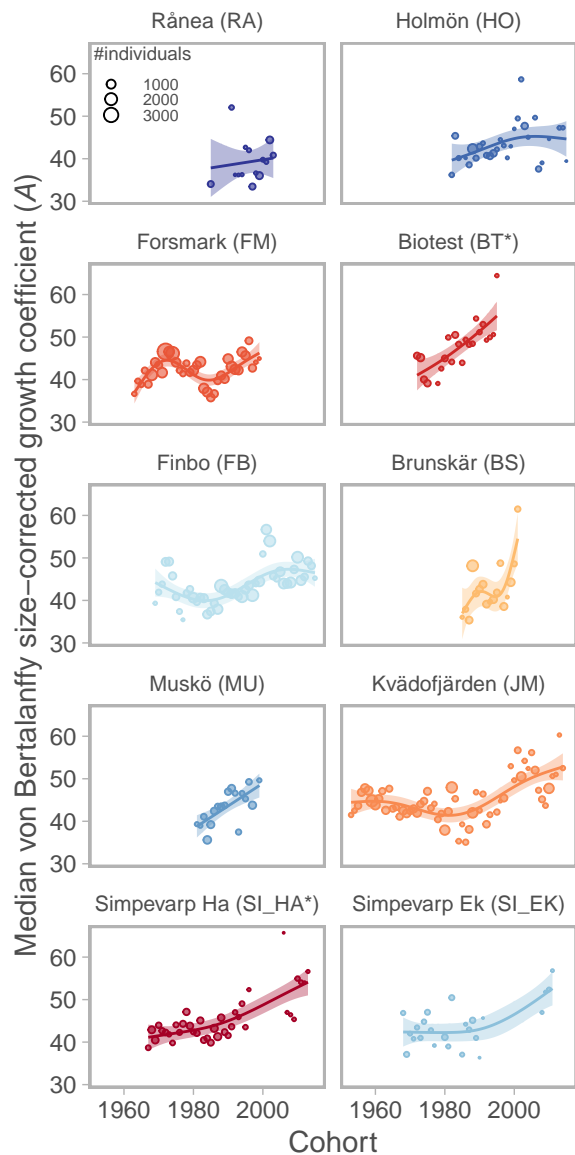 Rånea (RA)
Holmön (HO)
#individuals
1000
2000
3000
60
50
40
30
Forsmark (FM)
Biotest (BT*)
60
50
40
30
Finbo (FB)
Brunskär (BS)
60
50
40
30
Muskö (MU)
Kvädofjärden (JM)
60
50
40
30
Simpevarp Ha (SI_HA*)
Simpevarp Ek (SI_EK)
60
50
40
30
1960 1980 2000
1960 1980 2000
Cohort
Median von Bertalanffy size−corrected growth coefficient (A)